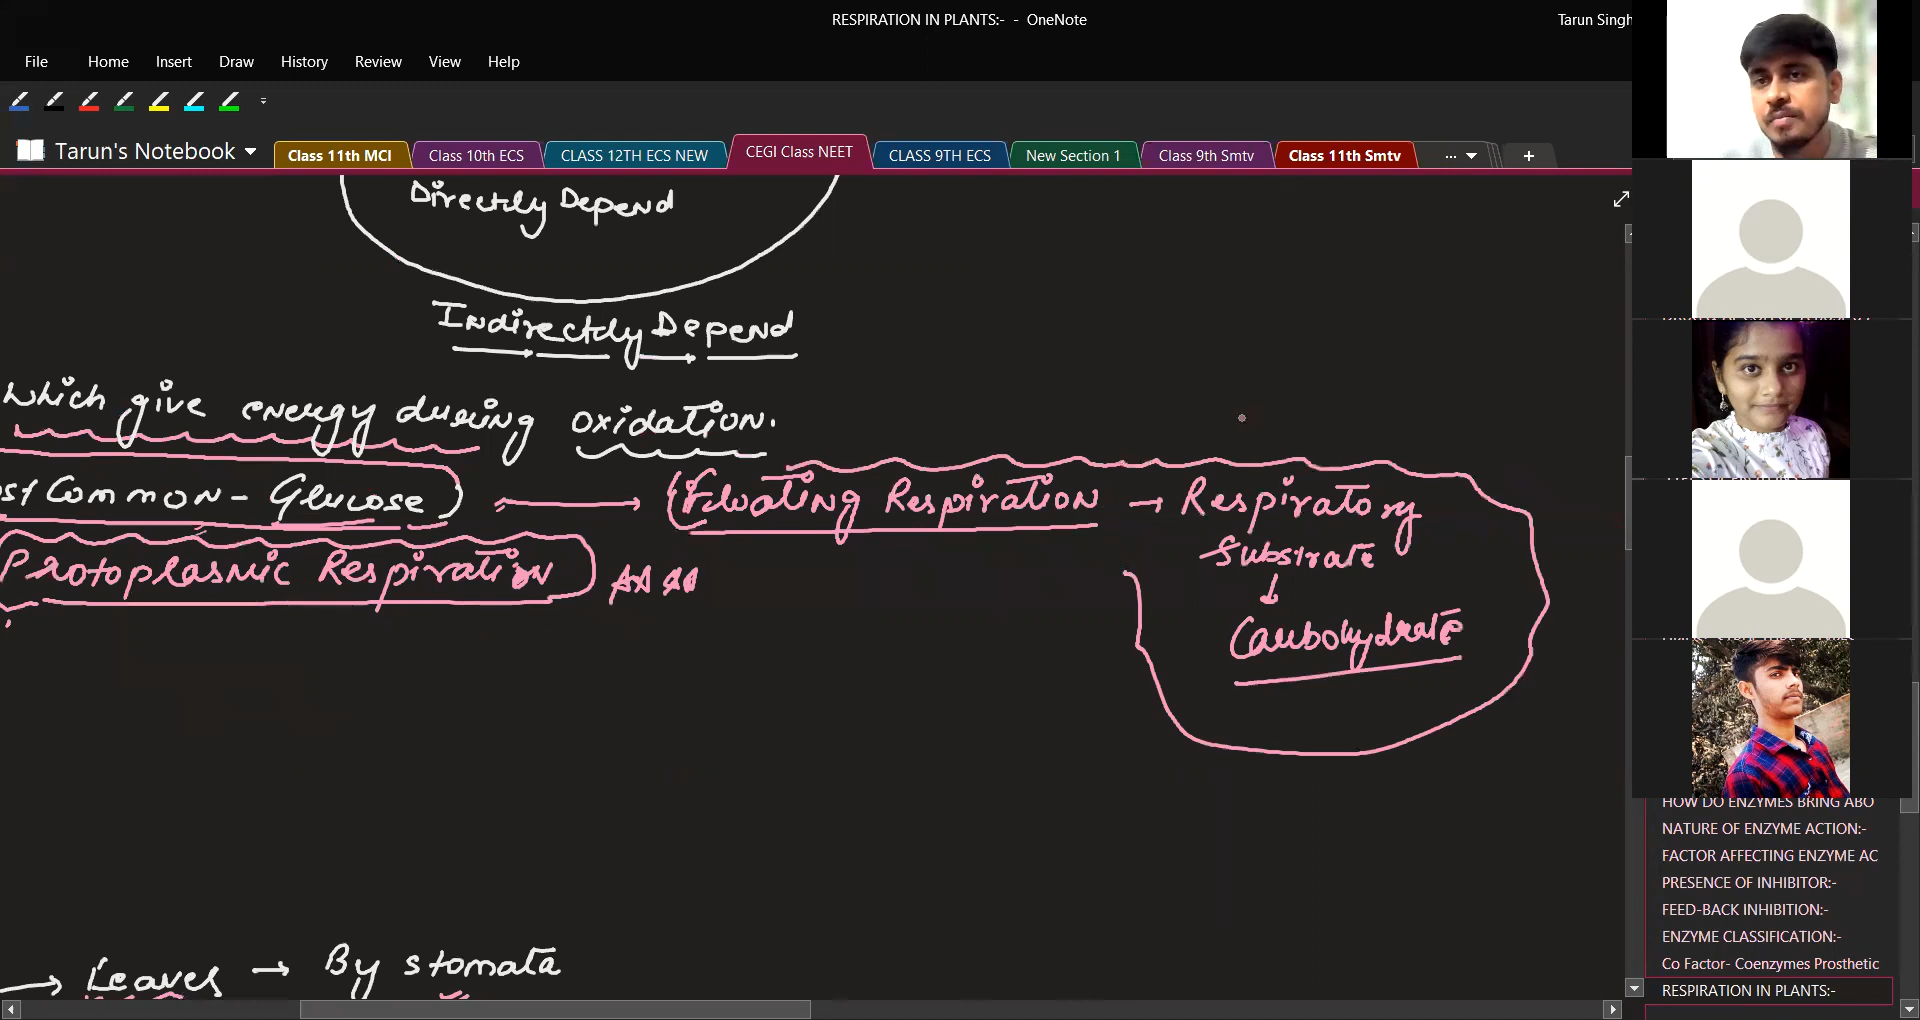 RESPIRATION IN PLANTS:- - OneNote
Tarun Singh
File Home Insert Draw History Review View Help
Tarun's Notebook
Class 11th MCI Class 10th ECS CLASS 12TH ECS NEW CEGI Class NEET CLASS 9TH ECS New Section 1 Class 9th Smtv Class 11th Smtv ... +
Directly Depend
Indirectly Depend
which give energy during oxidation.
Common - Glucose) → (Floating Respiration → Respiratory
Substrate
↓
Carbohydrate
Protoplasmic Respiration
→ Leaves → By stomata
HOW DO ENZYMES BRING ABO
NATURE OF ENZYME ACTION:-
FACTOR AFFECTING ENZYME AC
PRESENCE OF INHIBITOR:-
FEED-BACK INHIBITION:-
ENZYME CLASSIFICATION:-
Co Factor- Coenzymes Prosthetic
RESPIRATION IN PLANTS:-